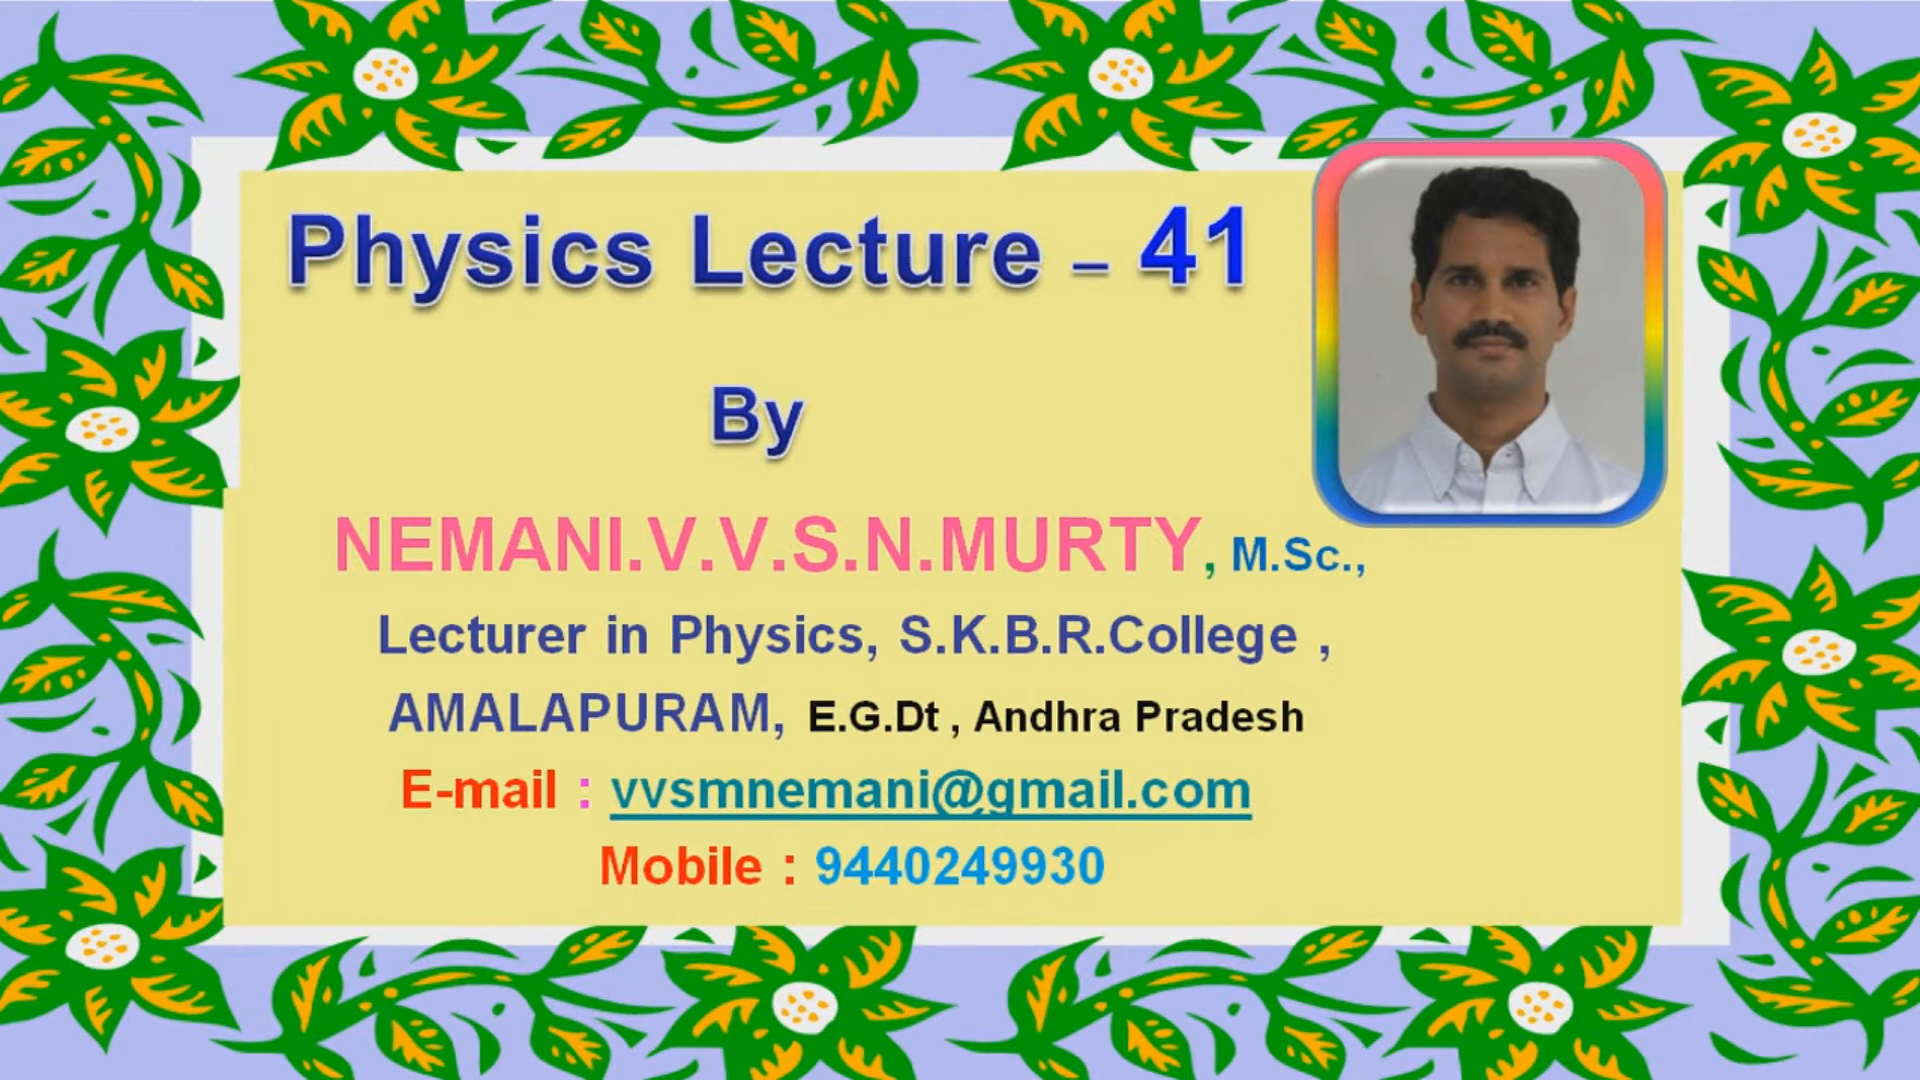 Physics Lecture – 41
By
NEMANI.V.V.S.N.MURTY, M.Sc.,
Lecturer in Physics, S.K.B.R.College ,
AMALAPURAM, E.G.Dt , Andhra Pradesh
E-mail : vvsmnemani@gmail.com
Mobile : 9440249930